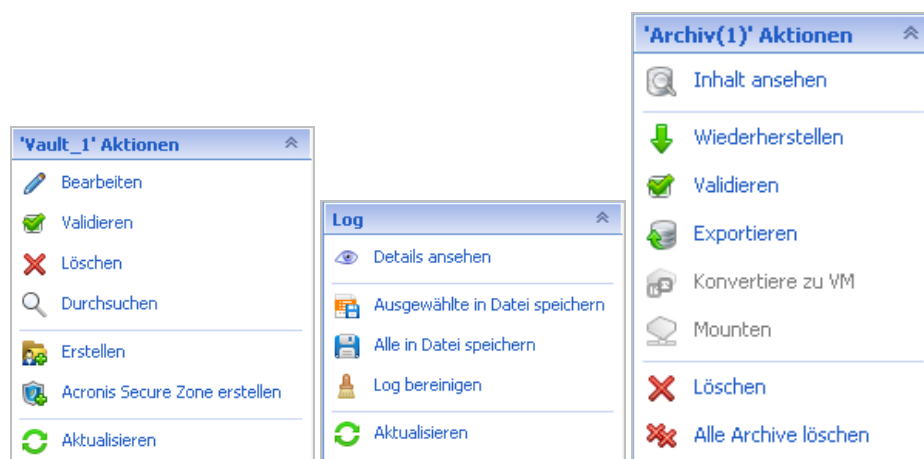 'Vault_1' Aktionen
Bearbeiten
Validieren
Löschen
Durchsuchen
Erstellen
Acronis Secure Zone erstellen
Aktualisieren
Log
Details ansehen
Ausgewählte in Datei speichern
Alle in Datei speichern
Log bereinigen
Aktualisieren
'Archiv(1)' Aktionen
Inhalt ansehen
Wiederherstellen
Validieren
Exportieren
Konvertiere zu VM
Mounten
Löschen
Alle Archive löschen